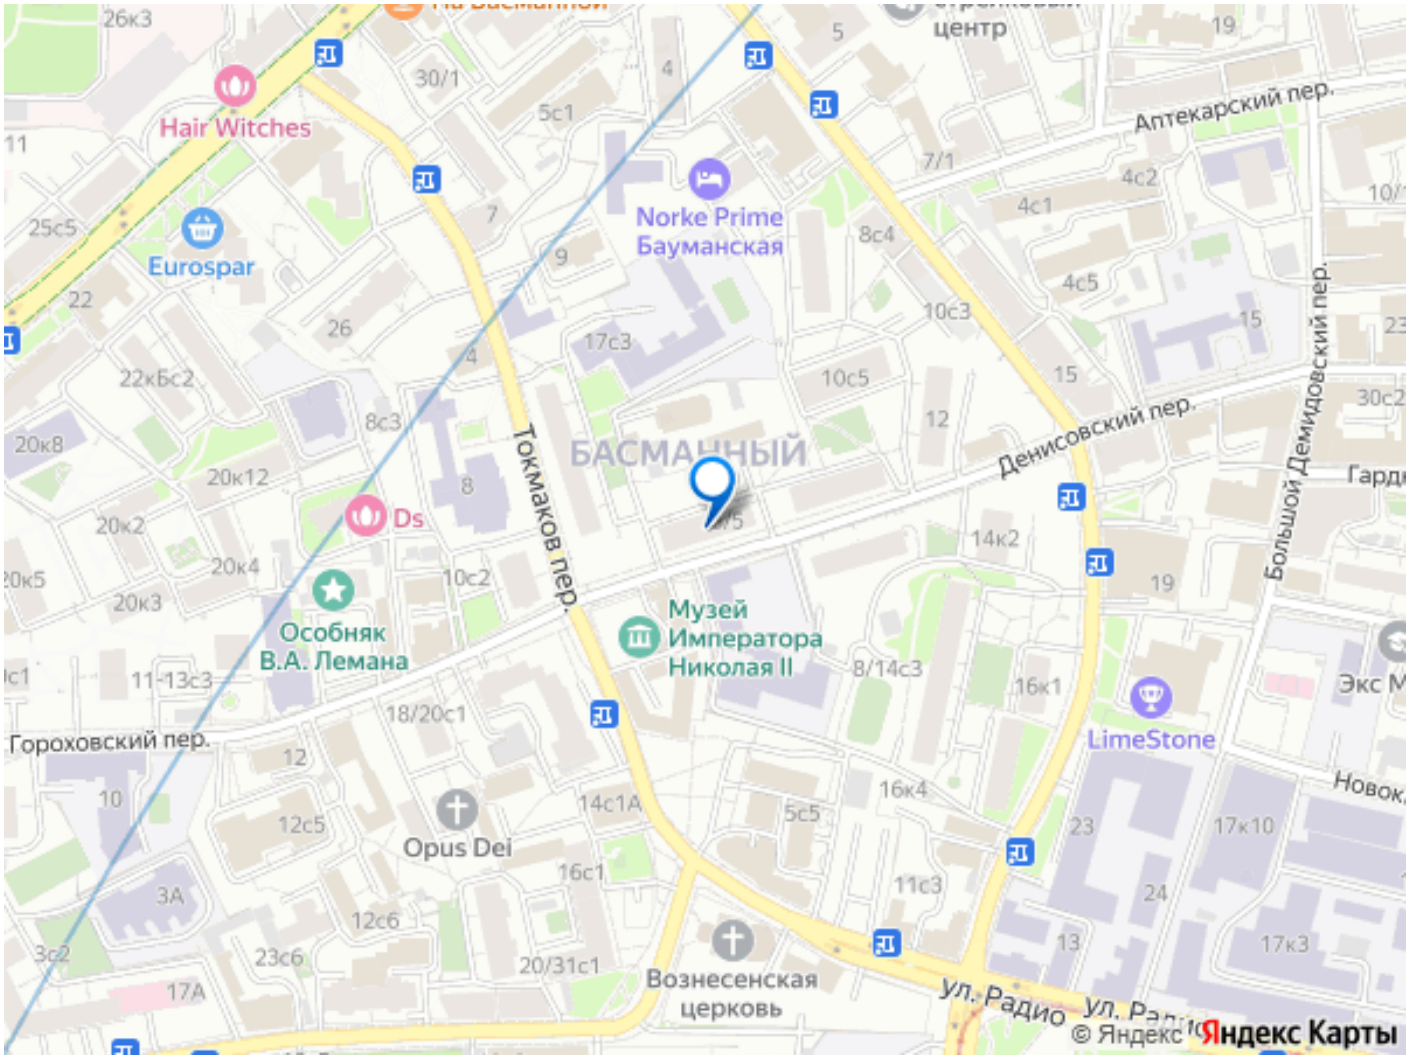 26к3
На Басманной
центр
19
5
30/1
4
5с1
Hair Witches
Аптекарский пер.
11
7/1
4с2
10/1
25с5
7
Norke Prime
Бауманская
4с1
8с4
Eurospar
9
22
4с5
26
10с3
15
23
17с3
4
22кБс2
10с5
15
30с2
8с3
12
Денисовский пер.
Большой Демидовский пер.
20к8
БАСМАННЫЙ
20к12
8
Токмаков пер.
Ds
20к2
14к2
20к4
20к5
10с2
19
20к3
Музей
Императора
Николая II
Особняк
В.А. Лемана
8/14с3
11-13с3
16к1
Экс
18/20с1
LimeStone
Гороховский пер.
12
10
16к4
14с1А
5с5
12с5
23
17к10
Opus Dei
16с1
11с3
24
3А
12с6
13
17к3
3с2
23с6
20/31с1
Вознесенская
церковь
17А
ул. Радио
ул. Радио
© Яндекс Яндекс Карты